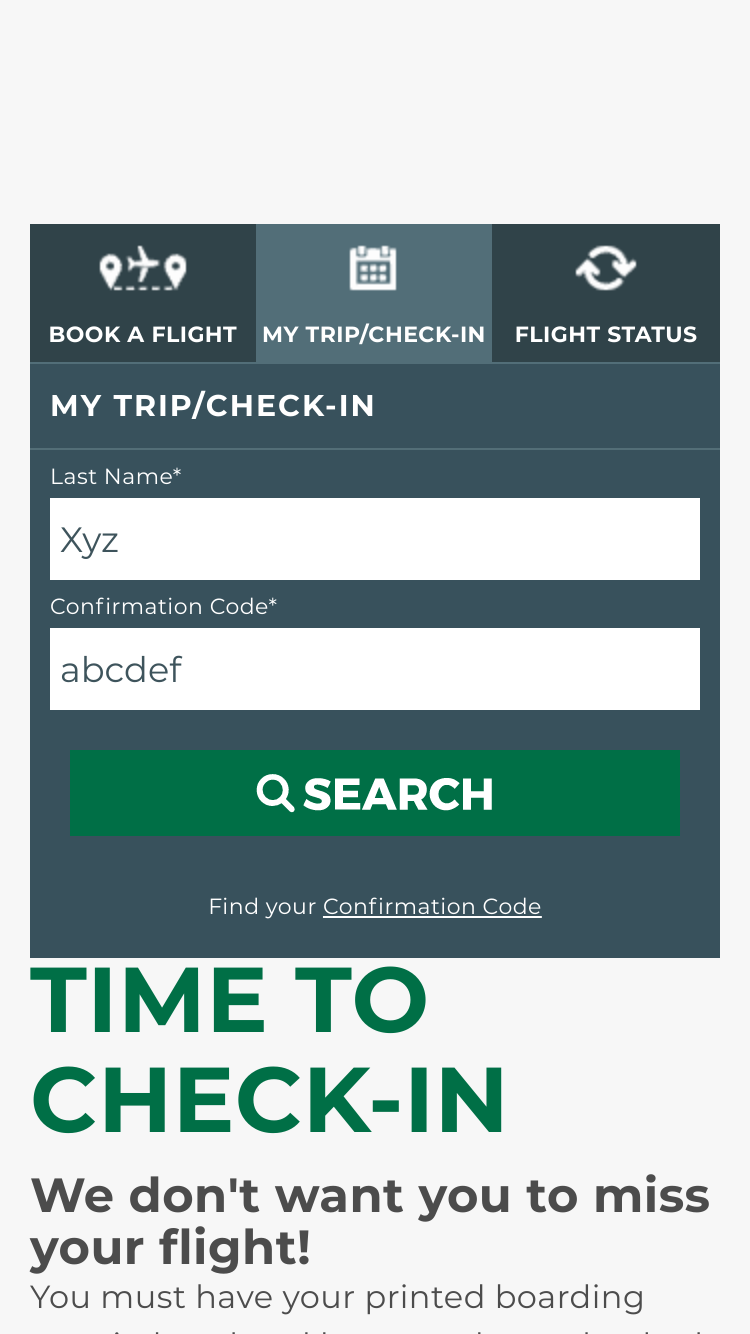 BOOK A FLIGHT
MY TRIP/CHECK-IN
FLIGHT STATUS
MY TRIP/CHECK-IN
Last Name*
Xyz
Confirmation Code*
abcdef
SEARCH
Find your Confirmation Code
TIME TO
CHECK-IN
We don't want you to miss
your flight!
You must have your printed boarding